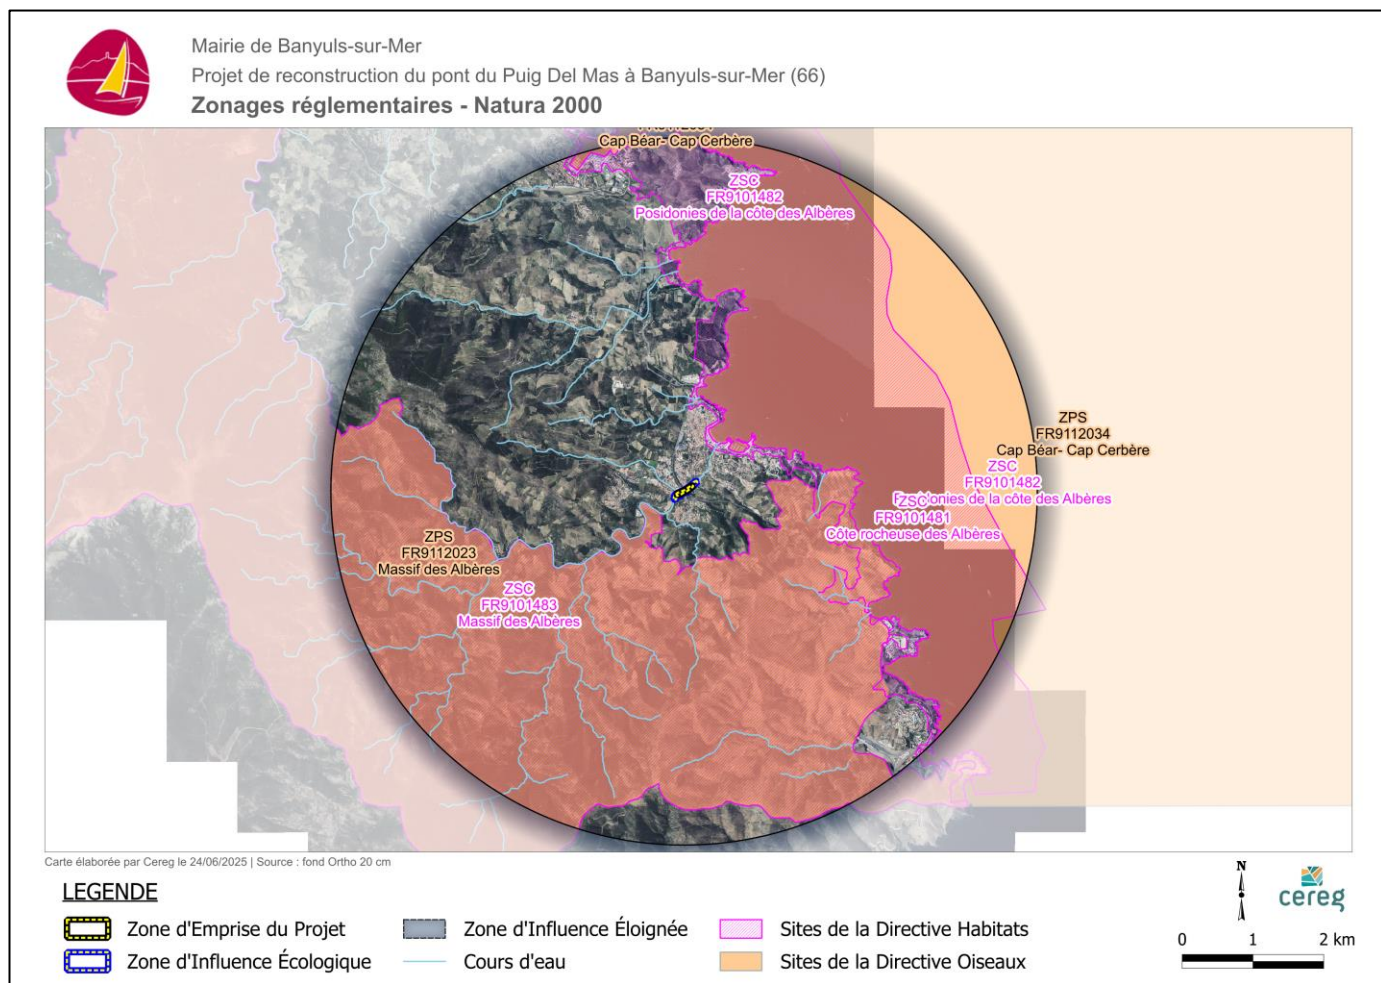 Mairie de Banyuls-sur-Mer
Projet de reconstruction du pont du Puig Del Mas à Banyuls-sur-Mer (66)
Zonages réglementaires - Natura 2000
Cap Béar- Cap Cerbère
ZSC
FR9101482
Posidonies de la côte des Albères
ZPS
FR9112034
Cap Béar- Cap Cerbère
ZSC
FR9101482
de la côte des Albères
ZSC
FR9101481
Côte rocheuse des Albères
ZPS
FR9112023
Massif des Albères
ZSC
FR9101483
Massif des Albères
Carte élaborée par Cereg le 24/06/2025 | Source : fond Ortho 20 cm
LEGENDE
Zone d'Emprise du Projet
Zone d'Influence Écologique
Zone d'Influence Éloignée
Cours d'eau
Sites de la Directive Habitats
Sites de la Directive Oiseaux
N
cereg
0 1 2 km